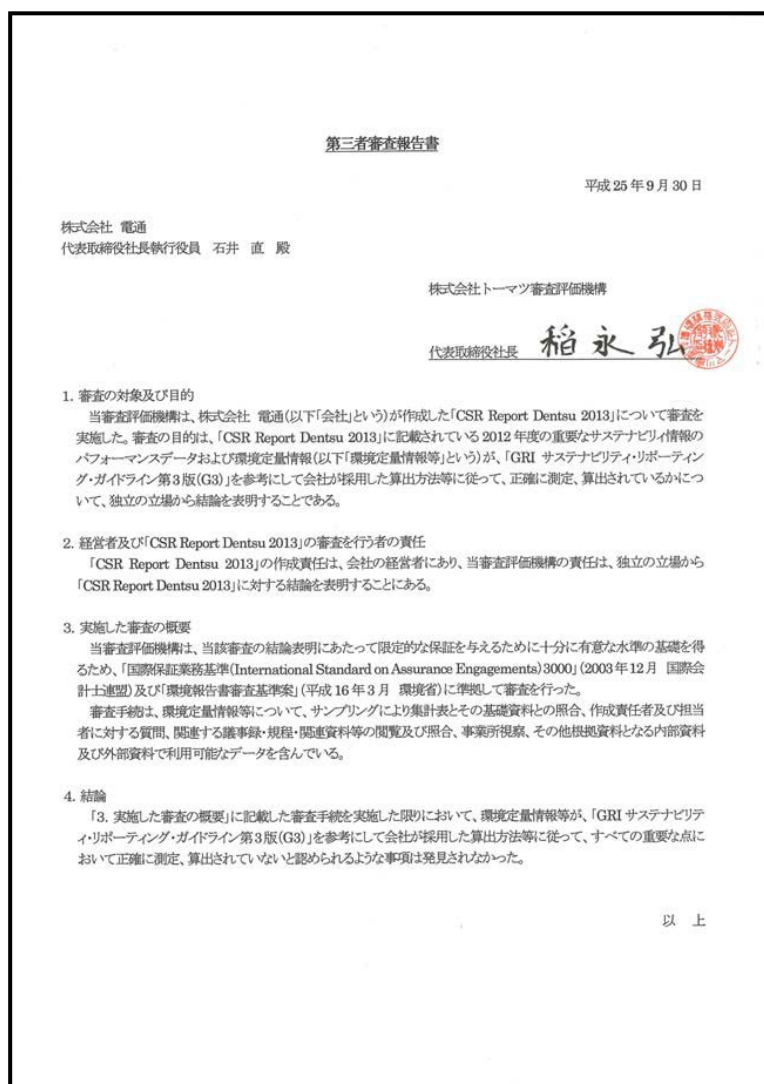 第三者審査報告書
平成25年9月30日
株式会社 電通
代表取締役社長執行役員 石井 直 殿
株式会社トーマツ審査評価機構
代表取締役社長 稲永弘
1. 審査の対象及び目的
当審査評価機構は、株式会社 電通(以下「会社」という)が作成した「CSR Report Dentsu 2013」について審査を
実施した。審査の目的は、「CSR Report Dentsu 2013」に記載されている2012年度の重要なサステナビリィ情報の
パフォーマンスデータおよび環境定量情報(以下「環境定量情報等」という)が、「GRI サステナビリティ・リポーティン
グ・ガイドライン第3版(G3)」を参考にして会社が採用した算出方法等に従って、正確に測定、算出されているかにつ
いて、独立の立場から結論を表明することである。
2. 経営者及び「CSR Report Dentsu 2013」の審査を行う者の責任
「CSR Report Dentsu 2013」の作成責任は、会社の経営者にあり、当審査評価機構の責任は、独立の立場から
「CSR Report Dentsu 2013」に対する結論を表明することにある。
3. 実施した審査の概要
当審査評価機構は、当該審査の結論表明にあたって限定的な保証を与えるために十分に有意な水準の基礎を得
るため、「国際保証業務基準(International Standard on Assurance Engagements)3000」(2003年12月 国際会
計士連盟)及び「環境報告書審査基準案」(平成16年3月 環境省)に準拠して審査を行った。
審査手続は、環境定量情報等について、サンプリングにより集計表とその基礎資料との照合、作成責任者及び担当
者に対する質問、関連する議事録・規程・関連資料等の閲覧及び照合、事業所視察、その他根拠資料となる内部資料
及び外部資料で利用可能なデータを含んでいる。
4. 結論
「3. 実施した審査の概要」に記載した審査手続を実施した限りにおいて、環境定量情報等が、「GRI サステナビリテ
ィ・リポーティング・ガイドライン第3版(G3)」を参考にして会社が採用した算出方法等に従って、すべての重要な点に
おいて正確に測定、算出されていないと認められるような事項は発見されなかった。
以 上